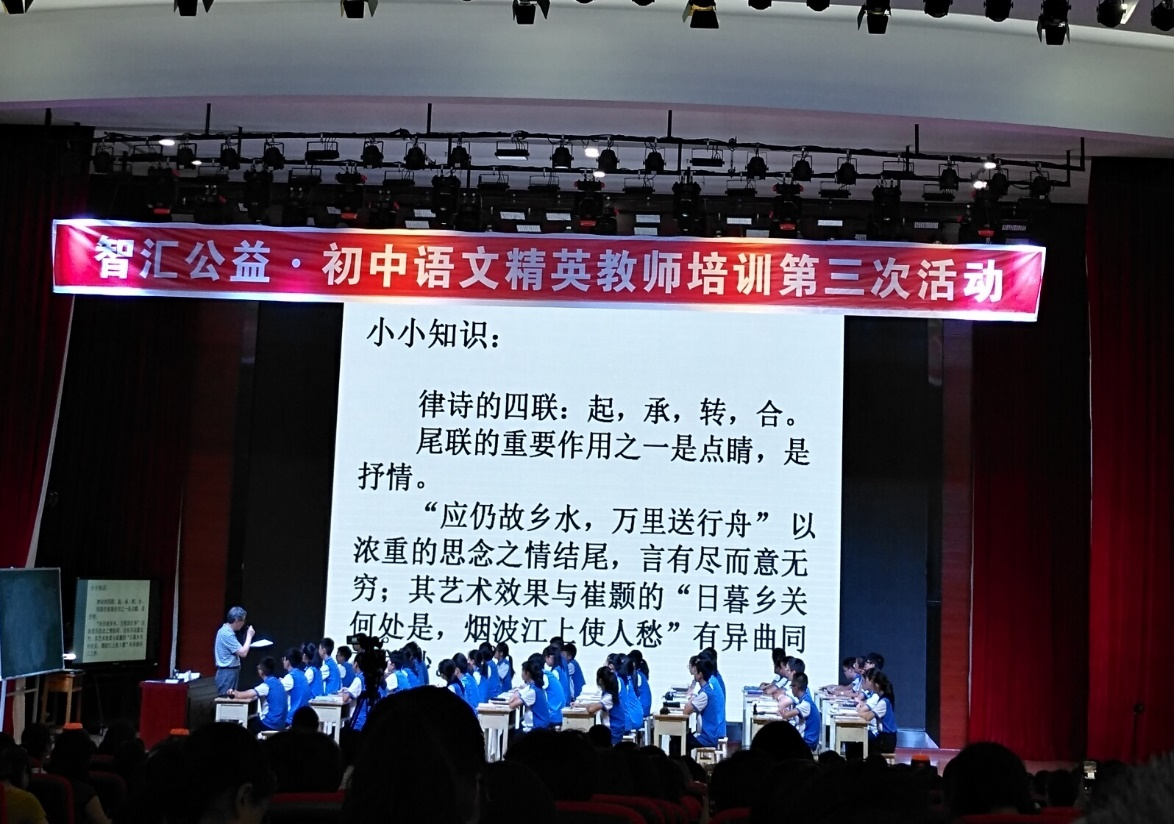 智汇公益·初中语文精英教师培训第三次活动
小小知识：
律诗的四联：起，承，转，合。
尾联的重要作用之一是点睛，是
抒情。
“应仍故乡水，万里送行舟” 以
浓重的思念之情结尾，言有尽而意无
穷；其艺术效果与崔颢的“日暮乡关
何处是，烟波江上使人愁”有异曲同